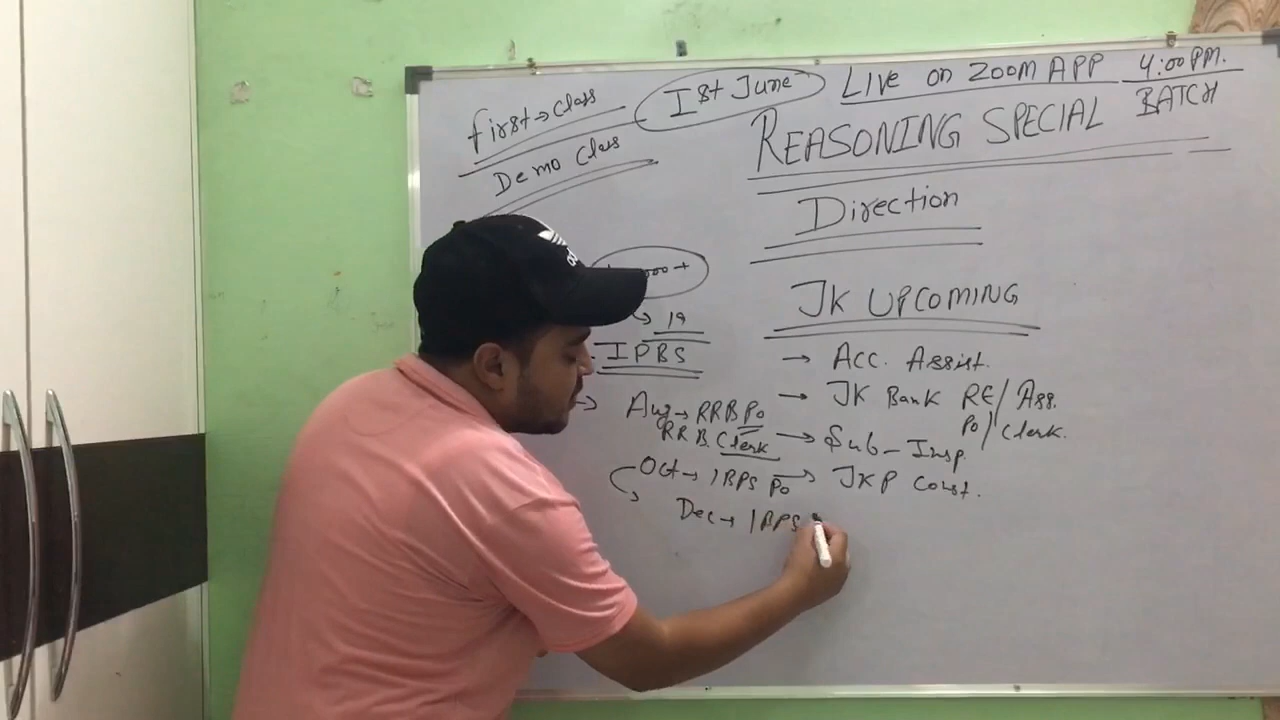 First → Class
Demo Class
1st June
LIVE on ZOOM APP 4:00 PM.
BATCH
REASONING SPECIAL
Direction
000 +
19
IPBS
Aug → RRB PO
RRB Clerk
Oct → IBPS PO
Dec → IBPS
JK UPCOMING
→ Acc. Assist.
→ JK Bank RE/Ass.
PO/Clerk.
→ Sub-Insp.
→ JKP Const.